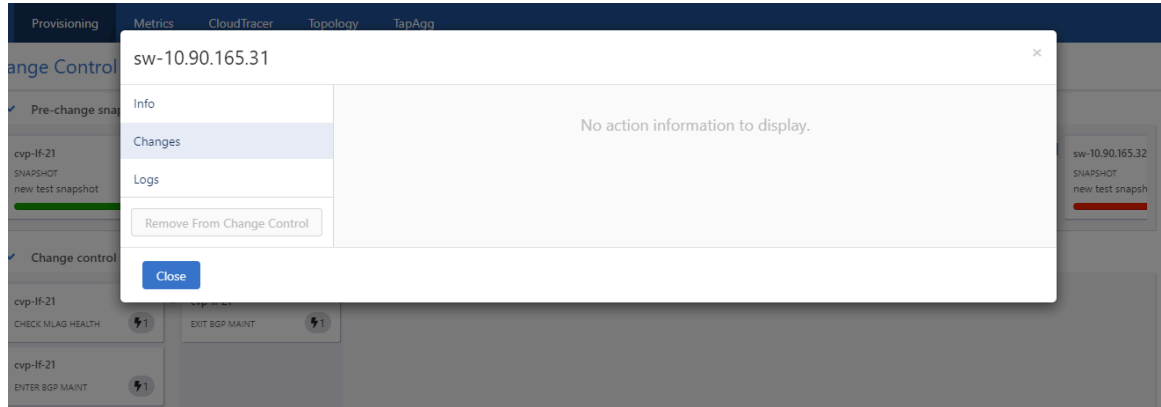 Provisioning Metrics CloudTracer Topology TapAgg
ange Control
sw-10.90.165.31 ×
Info
Changes
Logs
Remove From Change Control
No action information to display.
Close
Pre-change snap
cvp-lf-21
SNAPSHOT
new test snapshot
sw-10.90.165.32
SNAPSHOT
new test snapsh
Change control
cvp-lf-21
CHECK MLAG HEALTH 1
EXIT BGP MAINT 1
cvp-lf-21
ENTER BGP MAINT 1